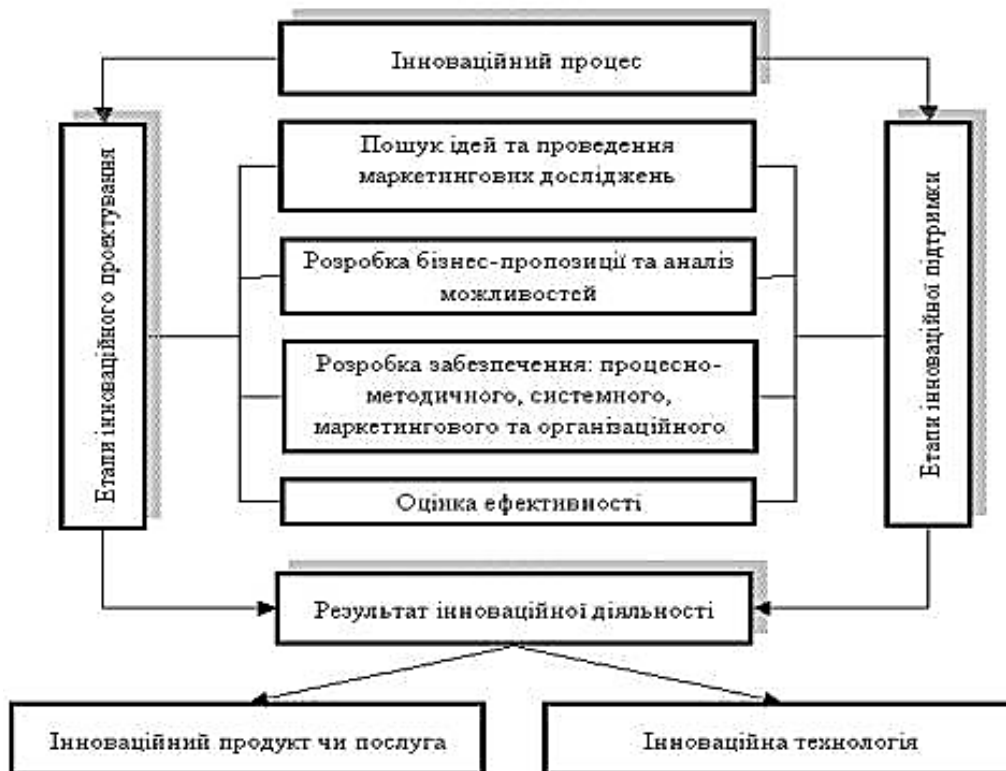 Інноваційний процес
Етапи інноваційного проектування
Пошук ідей та проведення
маркетингових досліджень
Розробка бізнес-пропозиції та аналіз
можливостей
Розробка забезпечення: процесно-
методичного, системного,
маркетингового та організаційного
Оцінка ефективності
Етапи інноваційної підтримки
Результат інноваційної діяльності
Інноваційний продукт чи послуга
Інноваційна технологія